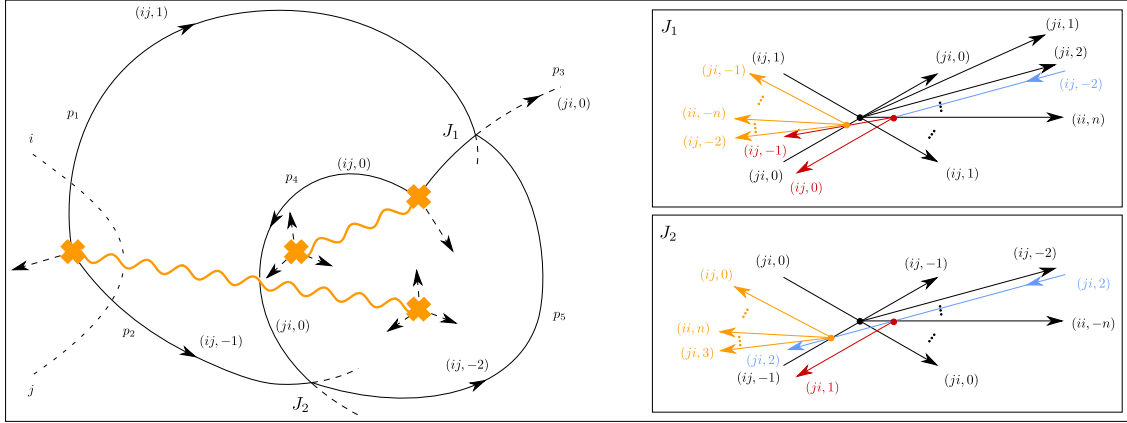 (ij, 1)
p3
(ji, 0)
p1
J1
i
(ij, 0)
p4
p5
(ji, 0)
p2
(ij, −1)
(ij, −2)
j
J2
J1
(ji, 1)
(ij, 1)
(ji, 0)
(ji, 2)
(ji, −1)
(ij, −2)
(ii, −n)
(ii, n)
(ij, −2)
(ij, −1)
(ji, 0)
(ij, 0)
(ij, 1)
J2
(ji, 0)
(ij, −1)
(ij, −2)
(ij, 0)
(ji, 2)
(ii, n)
(ii, −n)
(ji, 3)
(ji, 2)
(ij, −1)
(ji, 1)
(ji, 0)